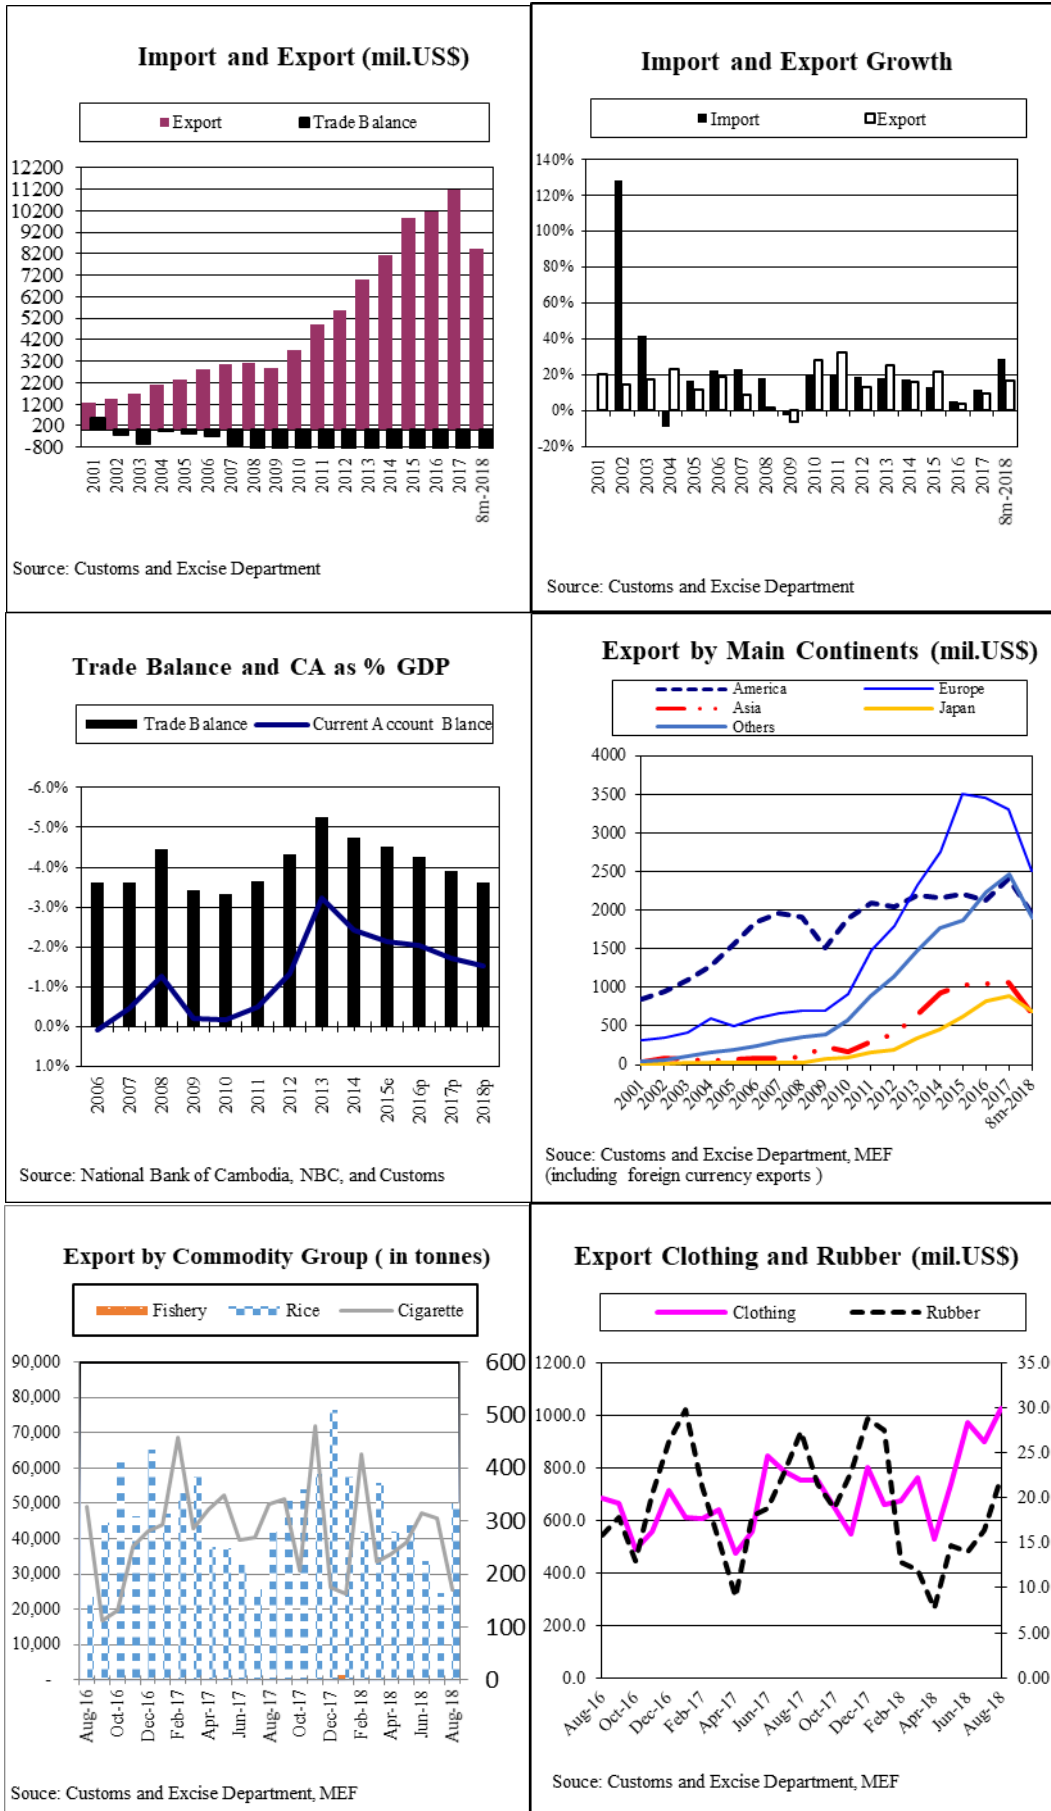 Import and Export (mil.US$)
Export
Trade Balance
12200
11200
10200
9200
8200
7200
6200
5200
4200
3200
2200
1200
200
-800
2001
2002
2003
2004
2005
2006
2007
2008
2009
2010
2011
2012
2013
2014
2015
2016
2017
8m-2018
Source: Customs and Excise Department
Import and Export Growth
Import
Export
140%
120%
100%
80%
60%
40%
20%
0%
-20%
2001
2002
2003
2004
2005
2006
2007
2008
2009
2010
2011
2012
2013
2014
2015
2016
2017
8m-2018
Source: Customs and Excise Department
Trade Balance and CA as % GDP
Trade Balance
Current Account Blance
-6.0%
-5.0%
-4.0%
-3.0%
-2.0%
-1.0%
0.0%
1.0%
2006
2007
2008
2009
2010
2011
2012
2013
2014
2015e
2016p
2017p
2018p
Source: National Bank of Cambodia, NBC, and Customs
Export by Main Continents (mil.US$)
America
Europe
Asia
Japan
Others
4000
3500
3000
2500
2000
1500
1000
500
0
2001
2002
2003
2004
2005
2006
2007
2008
2009
2010
2011
2012
2013
2014
2015
2016
2017
8m-2018
Souce: Customs and Excise Department, MEF
(including foreign currency exports )
Export by Commodity Group ( in tonnes)
Fishery
Rice
Cigarette
90,000
80,000
70,000
60,000
50,000
40,000
30,000
20,000
10,000
-
600
500
400
300
200
100
0
Aug-16
Oct-16
Dec-16
Feb-17
Apr-17
Jun-17
Aug-17
Oct-17
Dec-17
Feb-18
Apr-18
Jun-18
Aug-18
Souce: Customs and Excise Department, MEF
Export Clothing and Rubber (mil.US$)
Clothing
Rubber
1200.0
1000.0
800.0
600.0
400.0
200.0
0.0
35.00
30.00
25.00
20.00
15.00
10.00
5.00
0.00
Aug-16
Oct-16
Dec-16
Feb-17
Apr-17
Jun-17
Aug-17
Oct-17
Dec-17
Feb-18
Apr-18
Jun-18
Aug-18
Souce: Customs and Excise Department, MEF